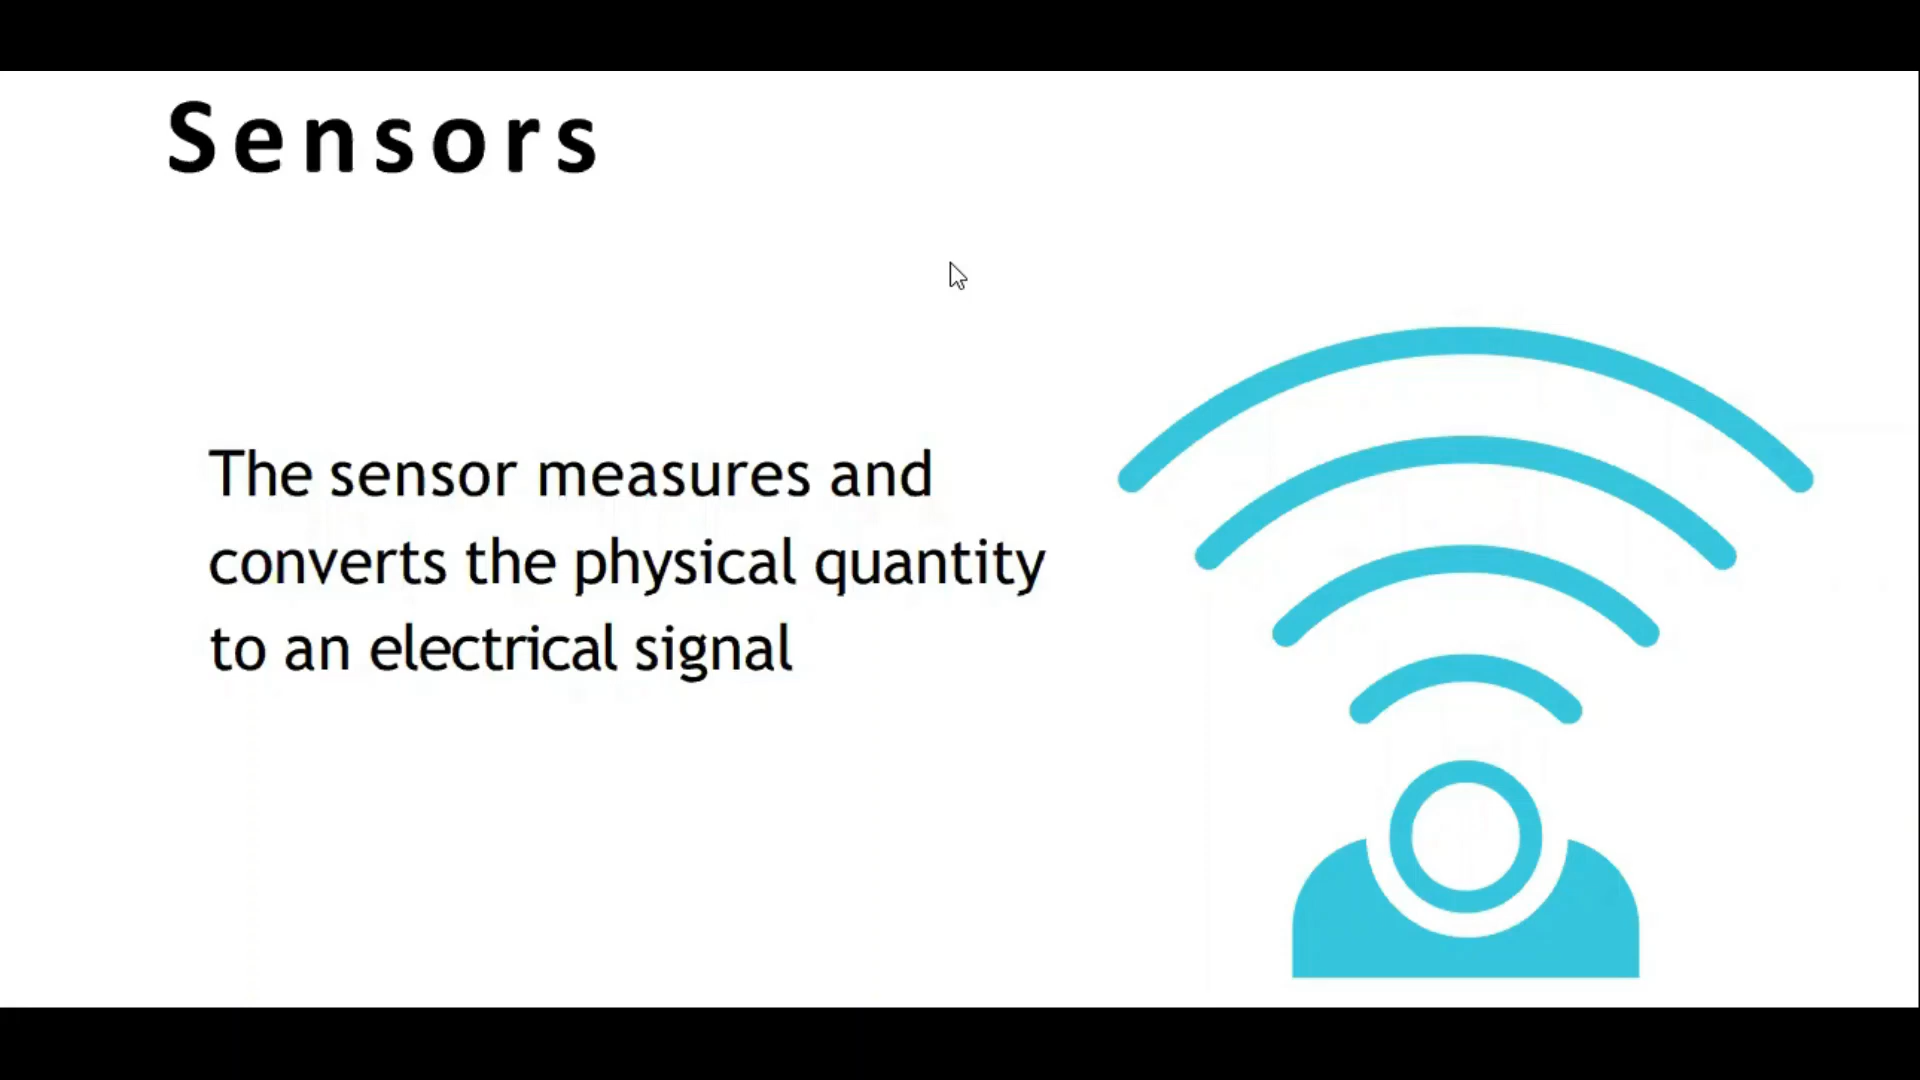 Sensors
The sensor measures and
converts the physical quantity
to an electrical signal